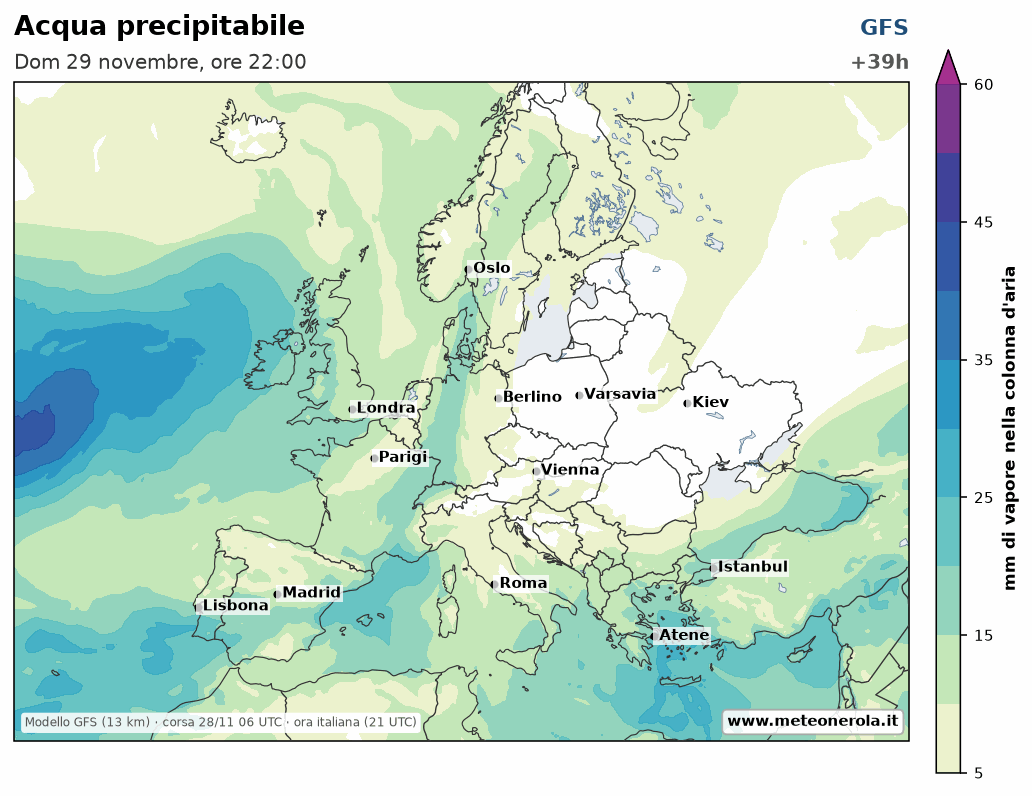 Acqua precipitabile
GFS
Dom 29 novembre, ore 22:00
+39h
60
45
35
25
15
5
mm di vapore nella colonna d'aria
Oslo
Londra
Berlino
Varsavia
Kiev
Parigi
Vienna
Istanbul
Roma
Madrid
Lisbona
Atene
Modello GFS (13 km) · corsa 28/11 06 UTC · ora italiana (21 UTC)
www.meteonerola.it